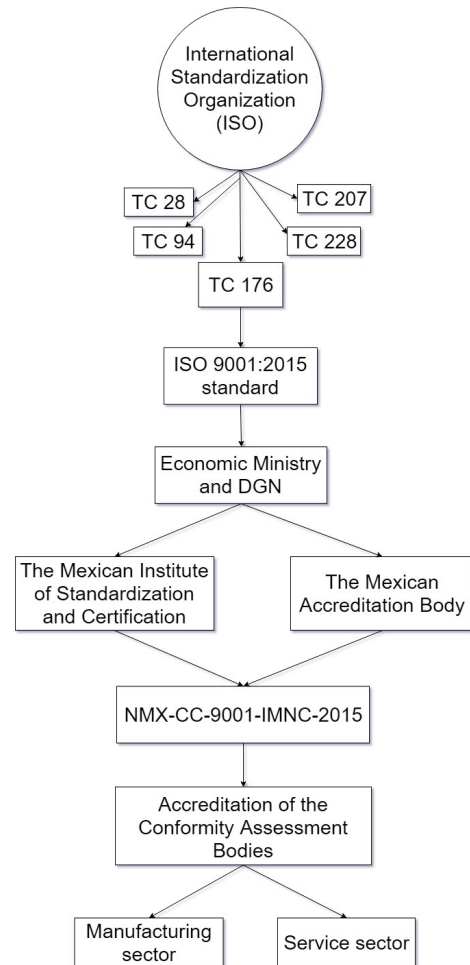 International
Standardization
Organization
(ISO)
TC 28
TC 207
TC 94
TC 228
TC 176
ISO 9001:2015
standard
Economic Ministry
and DGN
The Mexican Institute
of Standardization
and Certification
The Mexican
Accreditation Body
NMX-CC-9001-IMNC-2015
Accreditation of the
Conformity Assessment
Bodies
Manufacturing
sector
Service sector